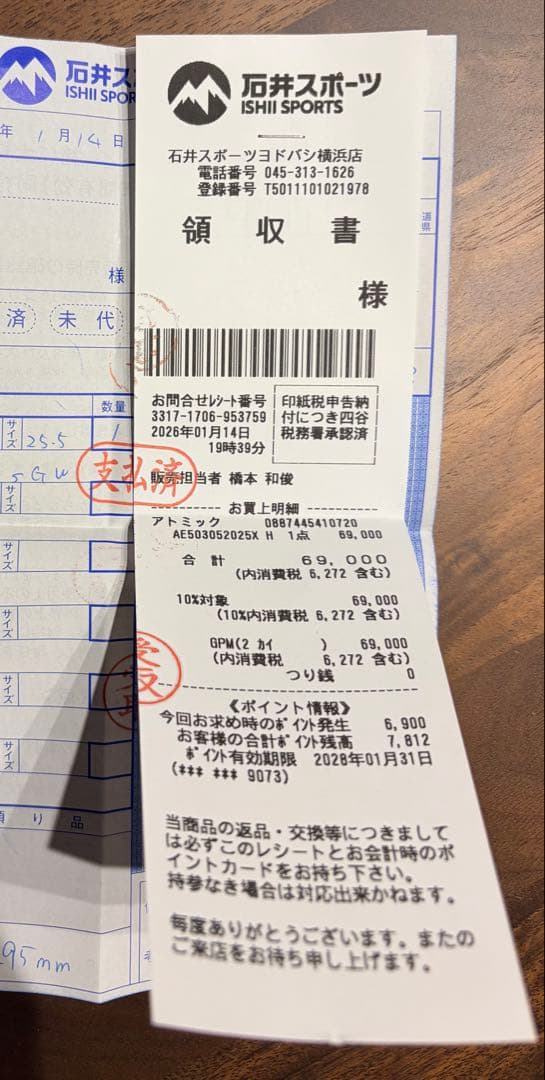 石井スポーツ
ISHII SPORTS
石井スポーツヨドバシ横浜店
電話番号 045-313-1626
登録番号 T5011101021978
領 収 書
様
お問合せﾚｼｰﾄ番号
3317-1706-953759
2026年01月14日
19時39分
印紙税申告納
付につき四谷
税務署承認済
販売担当者 橋本 和俊
お買上明細
アトミック 0887445410720
AE503052025X H 1点 69,000
合 計 69,000
(内消費税 6,272 含む)
10%対象 69,000
(10%内消費税 6,272 含む)
GPM(2 ｶｲ ) 69,000
(内消費税 6,272 含む)
つり銭 0
《ポイント情報》
今回お求め時のﾎﾟｲﾝﾄ発生 6,900
お客様の合計ﾎﾟｲﾝﾄ残高 7,812
ﾎﾟｲﾝﾄ有効期限 2028年01月31日
(*** *** 9073)
当商品の返品・交換等につきまして
は必ずこのレシートとお会計時のポ
イントカードをお持ち下さい。
持参なき場合は対応出来かねます。
毎度ありがとうございます。またの
ご来店をお待ち申し上げます。
石井ス
ISHII SPOR
年 1月14日
道
県
様
済 未 代
数量
サイズ 25.5 1
5GW
支払済
サイズ
サイズ
サイズ
サイズ
サイズ
り 品
295mm